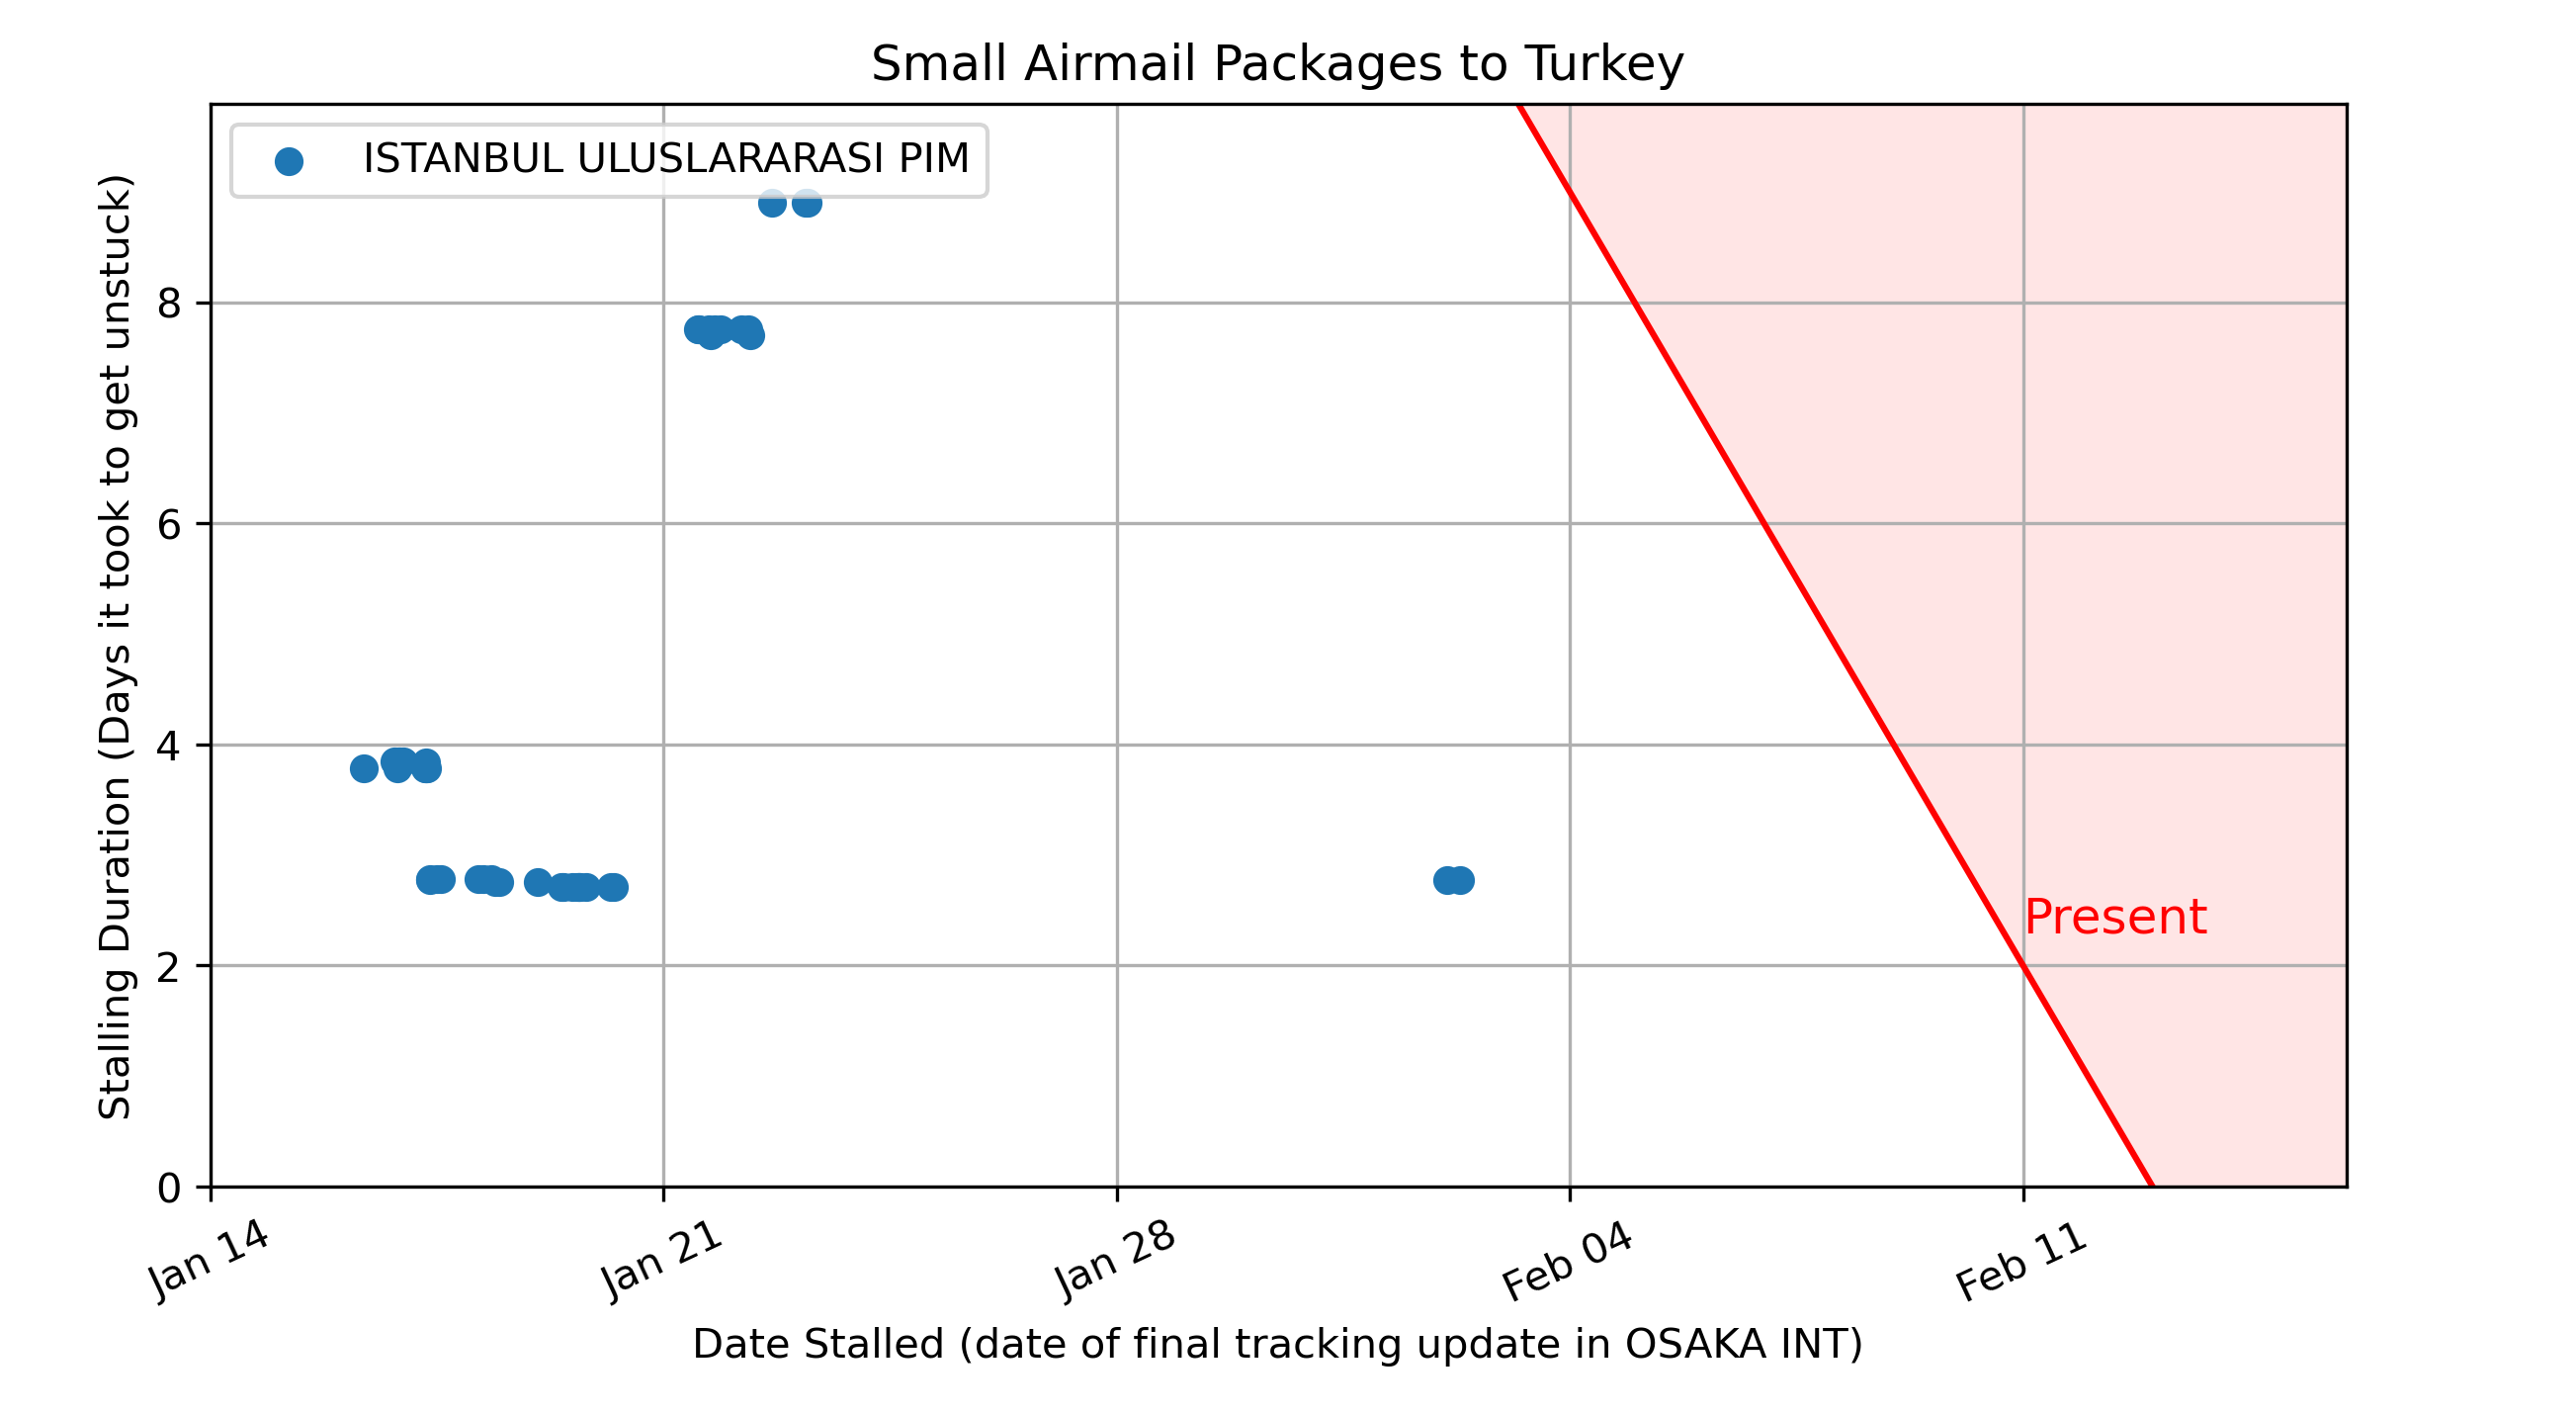 Small Airmail Packages to Turkey
ISTANBUL ULUSLARARASI PIM
Stalling Duration (Days it took to get unstuck)
8
6
4
2
0
Present
Jan 14
Jan 21
Jan 28
Feb 04
Feb 11
Date Stalled (date of final tracking update in OSAKA INT)